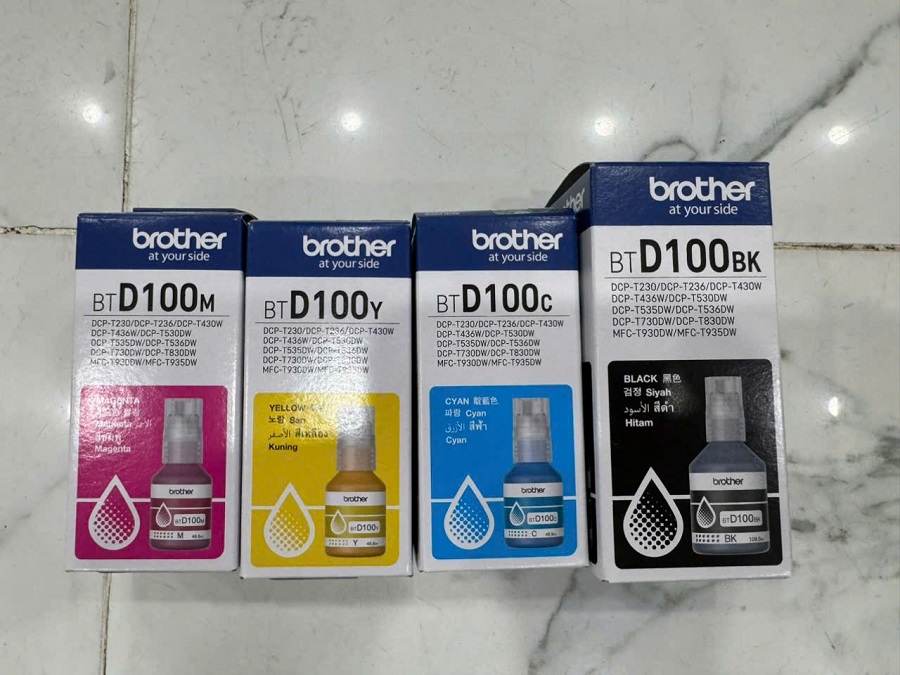 brother
at your side
BTD100M
DCP-T230/DCP-T236/DCP-T430W
DCP-T436W/DCP-T530DW
DCP-T535DW/DCP-T536DW
DCP-T730DW/DCP-T830DW
MFC-T930DW/MFC-T935DW
MAGENTA
Magenta
brother
BTD100M
M
brother
at your side
BTD100Y
DCP-T230/DCP-T236/DCP-T430W
DCP-T436W/DCP-T530DW
DCP-T535DW/DCP-T536DW
DCP-T730DW/DCP-T830DW
MFC-T930DW/MFC-T935DW
YELLOW
노랑 Sarı
الأصفر สีเหลือง
Kuning
brother
BTD100Y
Y
brother
at your side
BTD100C
DCP-T230/DCP-T236/DCP-T430W
DCP-T436W/DCP-T530DW
DCP-T535DW/DCP-T536DW
DCP-T730DW/DCP-T830DW
MFC-T930DW/MFC-T935DW
CYAN 靛藍色
파랑 Cyan
الأزرق สีฟ้า
Cyan
brother
BTD100C
C
brother
at your side
BTD100BK
DCP-T230/DCP-T236/DCP-T430W
DCP-T436W/DCP-T530DW
DCP-T535DW/DCP-T536DW
DCP-T730DW/DCP-T830DW
MFC-T930DW/MFC-T935DW
BLACK 黑色
검정 Siyah
الأسود สีดำ
Hitam
brother
BTD100BK
BK